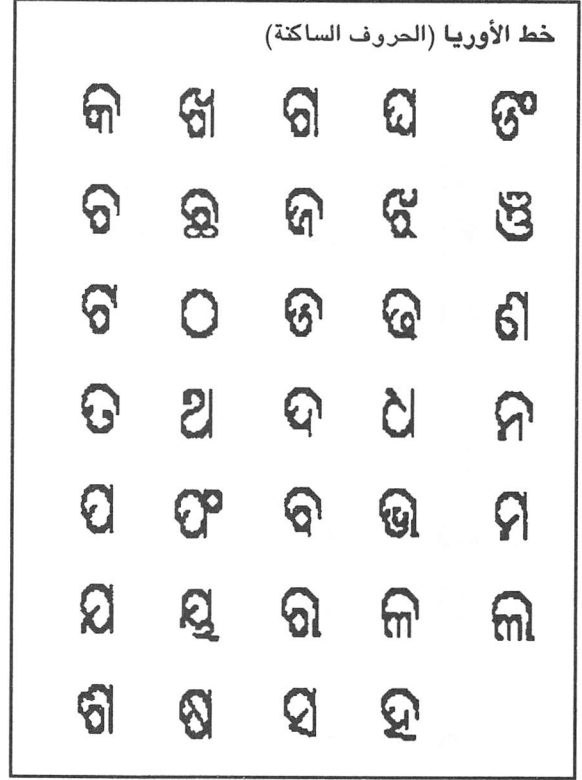 خط الأوريا (الحروف الساكنة)
କ ଖ ଗ ଘ ଙ
ଚ ଛ ଜ ଝ ଞ
ଟ ଠ ଡ ଢ ଣ
ତ ଥ ଦ ଧ ନ
ପ ଫ ବ ଭ ମ
ଯ ୟ ର ଳ ଲ
ଶ ଷ ସ ହ